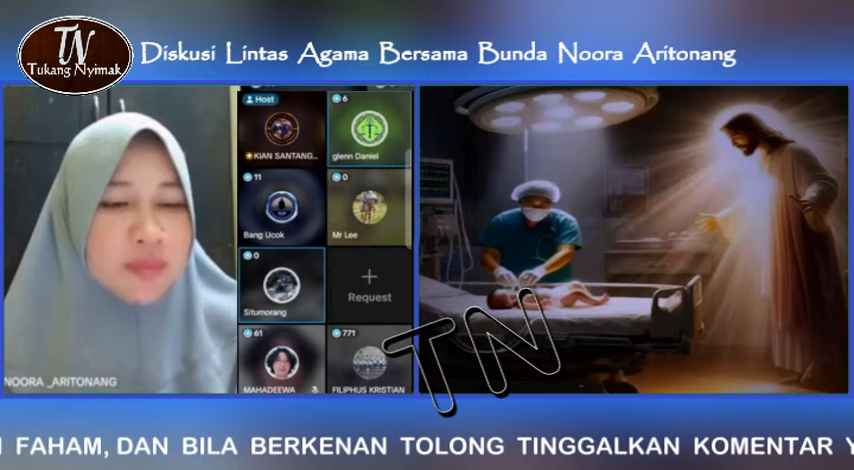 TN
Tukang Nyimak
Diskusi Lintas Agama Bersama Bunda Noora Aritonang
Host
KIAN SANTANG...
6
glenn Daniel
11
Bang Ucok
0
Mr Lee
0
Situmorang
+
Request
61
MAHADEEWA
771
FILIPHUS KRISTIAN
NOORA _ARITONANG
TN
FAHAM, DAN BILA BERKENAN TOLONG TINGGALKAN KOMENTAR Y